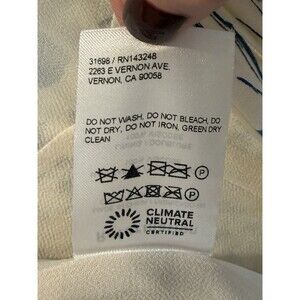 31698 / RN143248
2263 E VERNON AVE.
VERNON, CA 90058
DO NOT WASH, DO NOT BLEACH, DO
NOT DRY, DO NOT IRON, GREEN DRY
CLEAN
P
P
CLIMATE
NEUTRAL
CERTIFIED